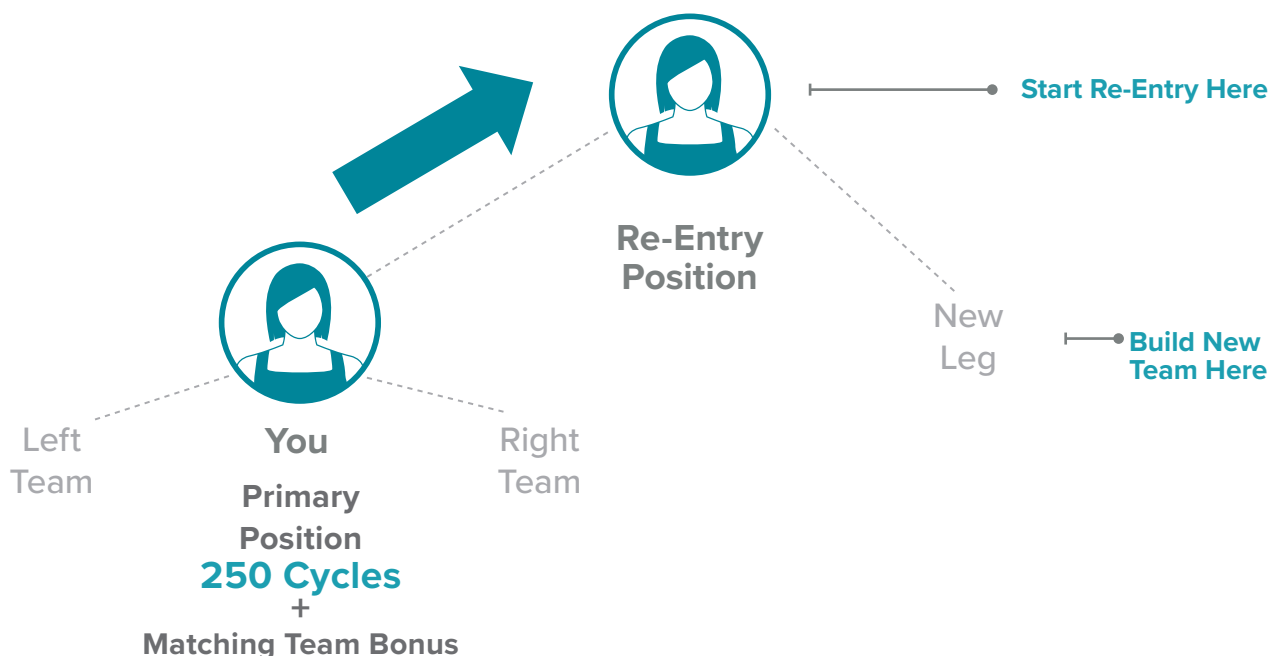 Start Re-Entry Here
Re-Entry
Position
New
Leg
Build New
Team Here
Left
Team
You
Right
Team
Primary
Position
250 Cycles
+
Matching Team Bonus